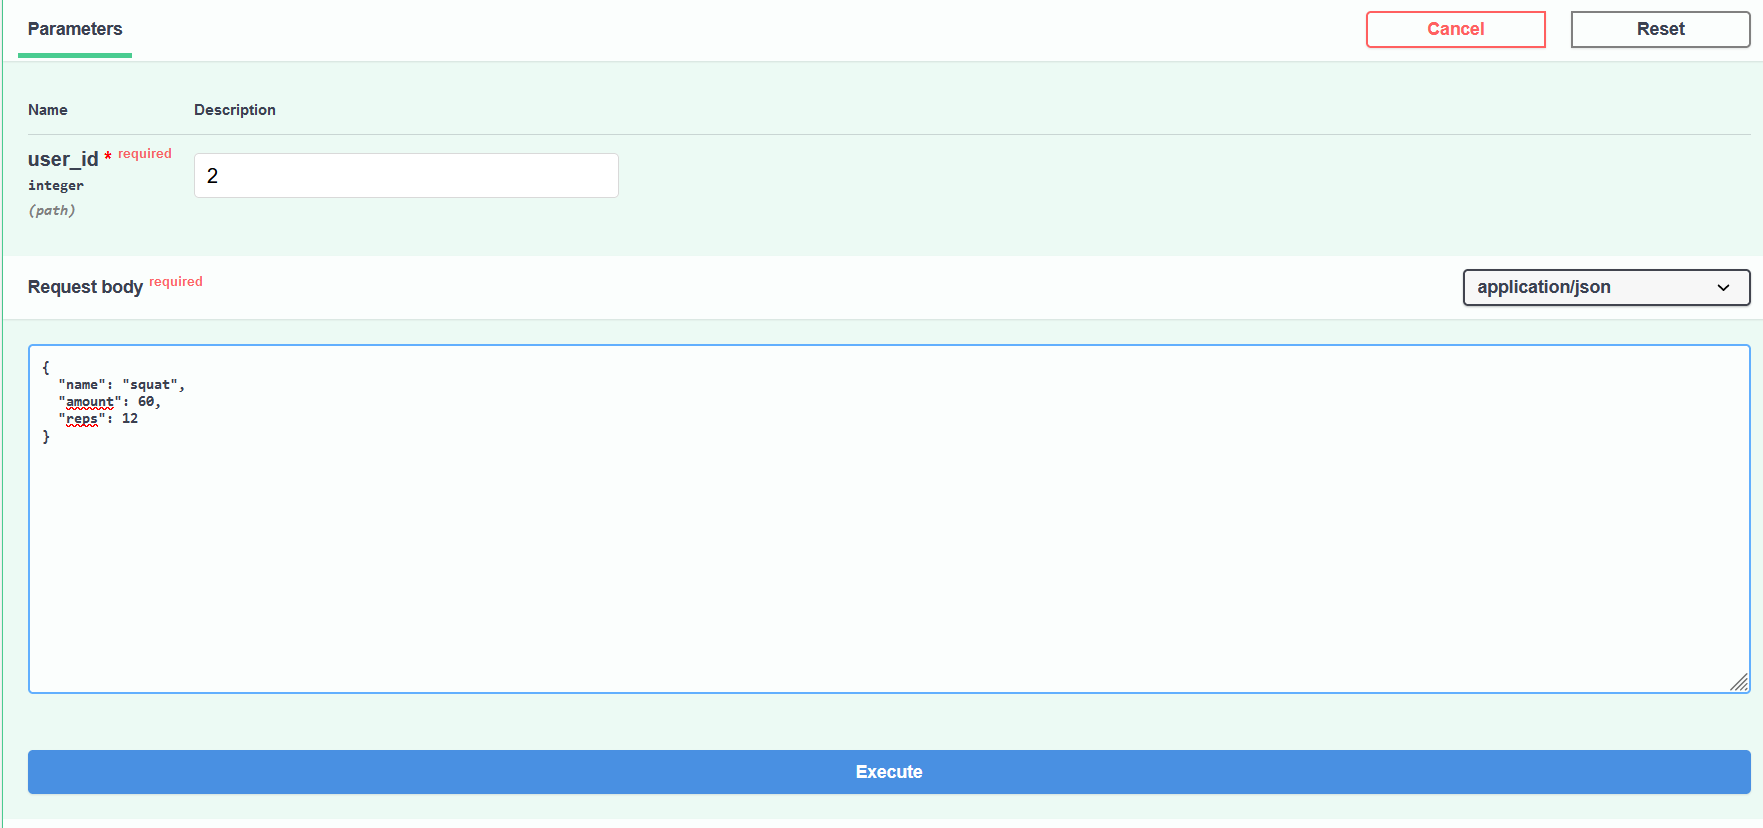 Parameters
Cancel
Reset
Name
Description
user_id * required
integer
(path)
2
Request body required
application/json
{
  "name": "squat",
  "amount": 60,
  "reps": 12
}
Execute